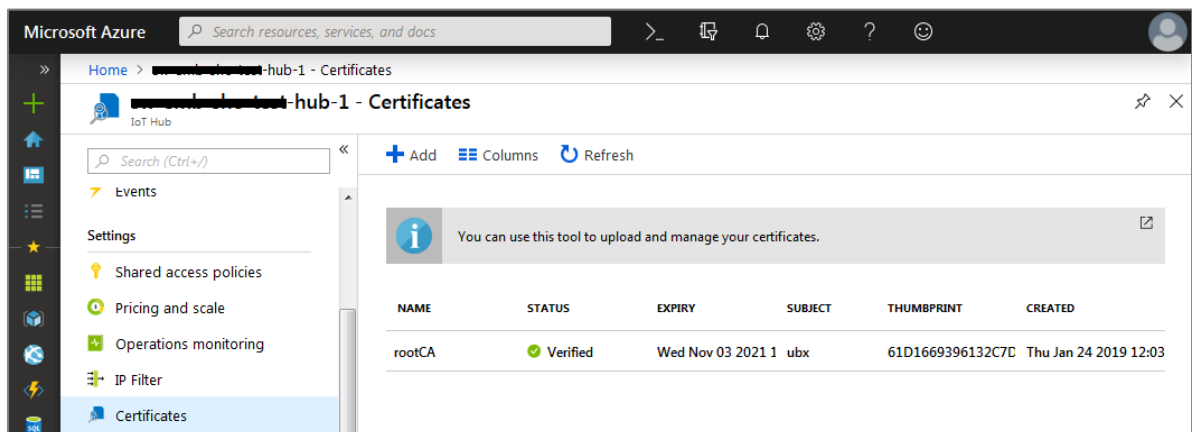 Microsoft Azure
Search resources, services, and docs
Home > -hub-1 - Certificates
-hub-1 - Certificates
IoT Hub
Search (Ctrl+/)
Add Columns Refresh
Events
You can use this tool to upload and manage your certificates.
Settings
Shared access policies
Pricing and scale
Operations monitoring
IP Filter
Certificates
NAME STATUS EXPIRY SUBJECT THUMBPRINT CREATED
rootCA Verified Wed Nov 03 2021 1 ubx 61D1669396132C7D Thu Jan 24 2019 12:03
SQL